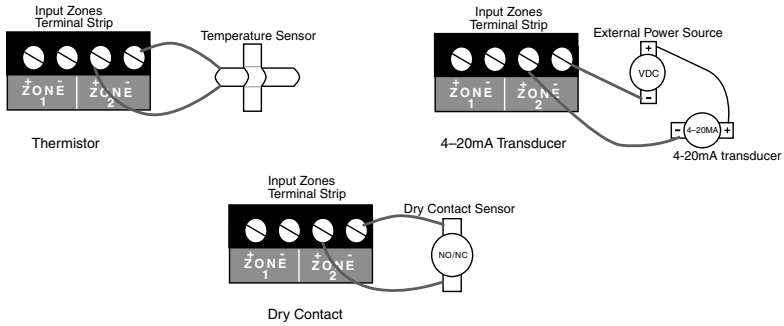 Input Zones
Terminal Strip
Temperature Sensor
+ - + -
ZONE ZONE
1 2
Thermistor
Input Zones
Terminal Strip
External Power Source
+
VDC
-
+ - + -
ZONE ZONE
1 2
- 4–20MA +
4–20mA Transducer
4-20mA transducer
Input Zones
Terminal Strip
Dry Contact Sensor
NO/NC
+ - + -
ZONE ZONE
1 2
Dry Contact